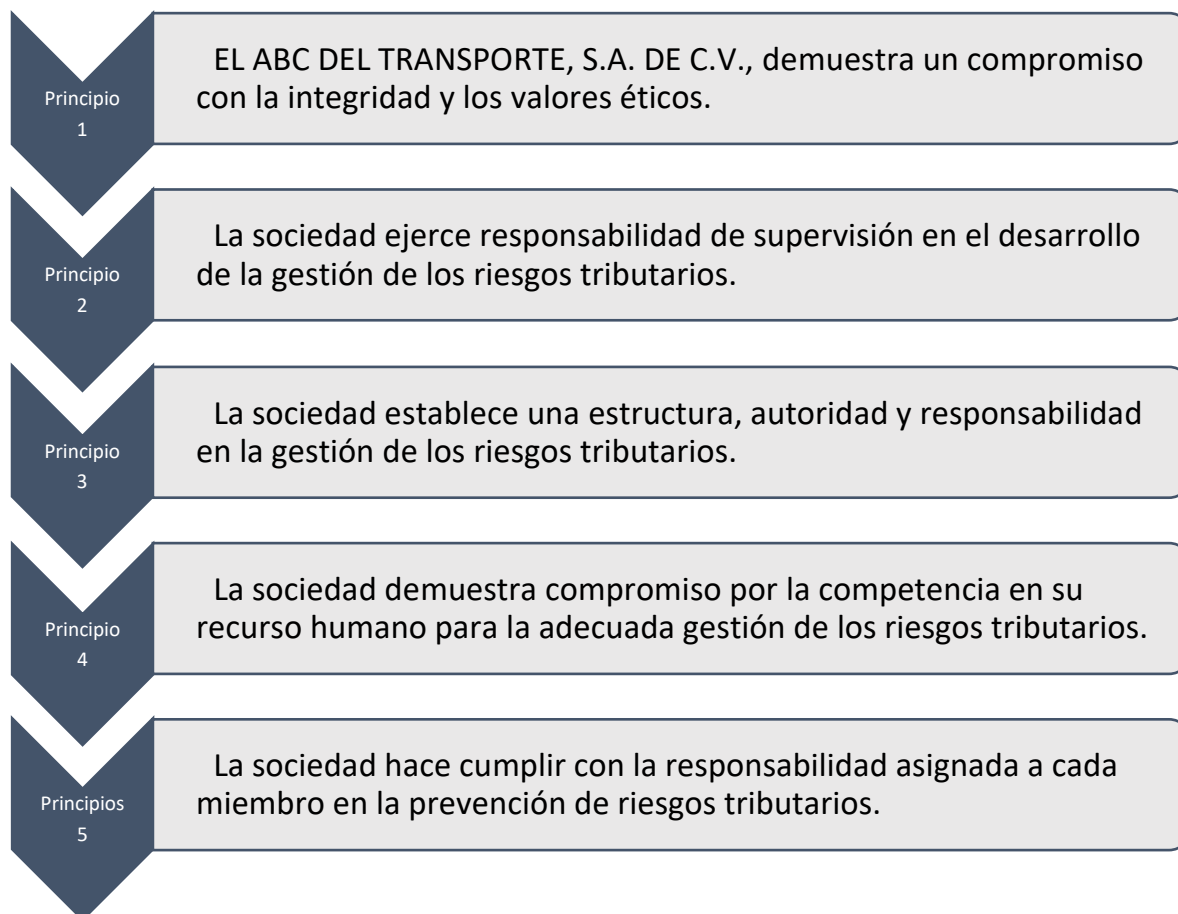 Principio
1
EL ABC DEL TRANSPORTE, S.A. DE C.V., demuestra un compromiso
con la integridad y los valores éticos.
Principio
2
La sociedad ejerce responsabilidad de supervisión en el desarrollo
de la gestión de los riesgos tributarios.
Principio
3
La sociedad establece una estructura, autoridad y responsabilidad
en la gestión de los riesgos tributarios.
Principio
4
La sociedad demuestra compromiso por la competencia en su
recurso humano para la adecuada gestión de los riesgos tributarios.
Principios
5
La sociedad hace cumplir con la responsabilidad asignada a cada
miembro en la prevención de riesgos tributarios.